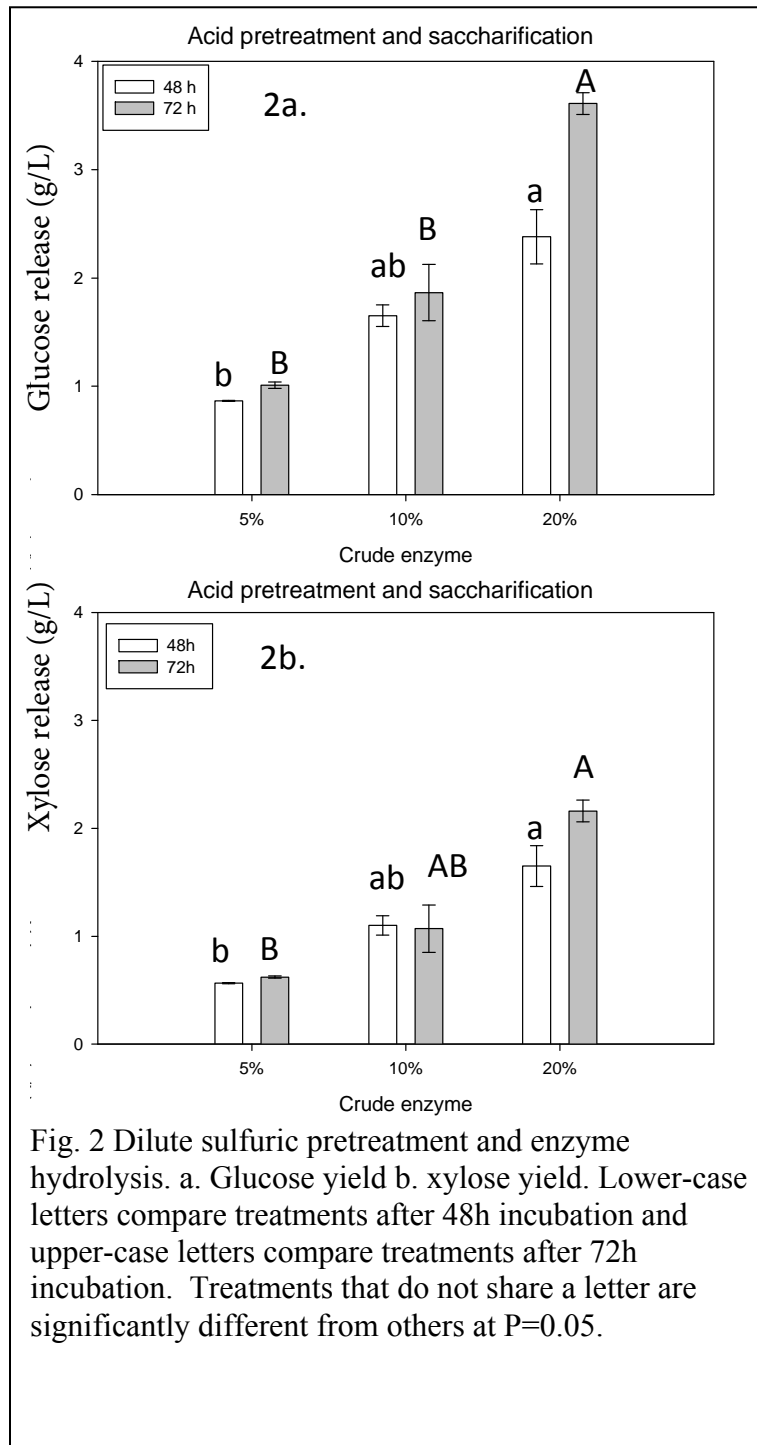 Acid pretreatment and saccharification
48 h
72 h
2a.
Glucose release (g/L)
4
3
2
1
0
b
B
ab
B
a
A
5%
10%
20%
Crude enzyme
Acid pretreatment and saccharification
48h
72h
2b.
Xylose release (g/L)
4
3
2
1
0
b
B
ab
AB
a
A
5%
10%
20%
Crude enzyme
Fig. 2 Dilute sulfuric pretreatment and enzyme
hydrolysis. a. Glucose yield b. xylose yield. Lower-case
letters compare treatments after 48h incubation and
upper-case letters compare treatments after 72h
incubation. Treatments that do not share a letter are
significantly different from others at P=0.05.